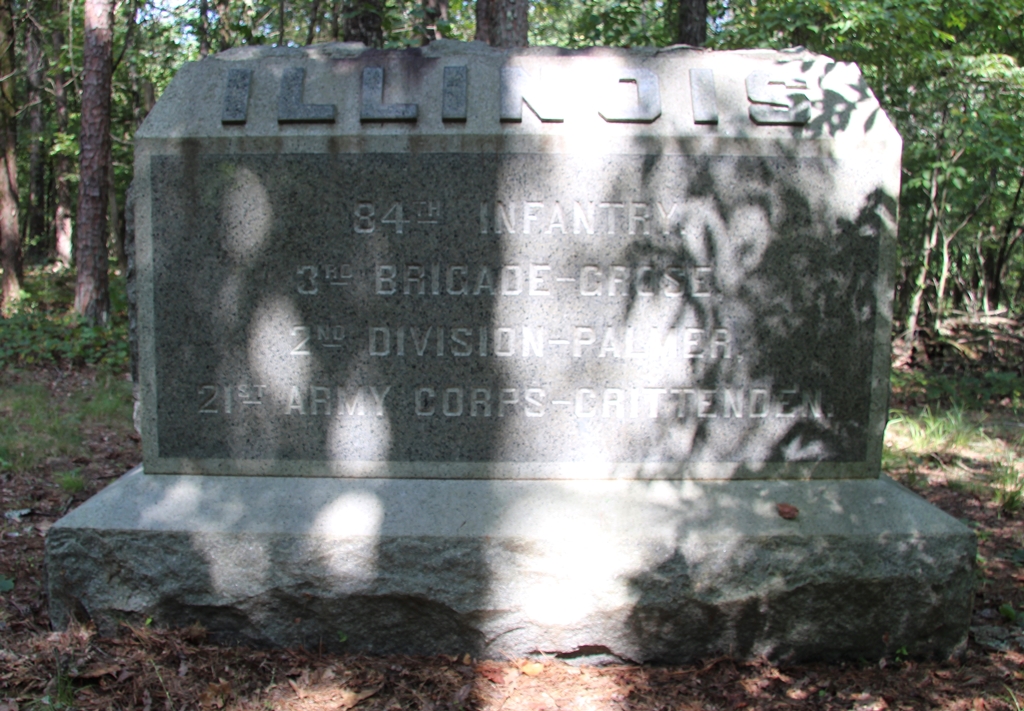 ILLINOIS
84TH INFANTRY.
3RD BRIGADE-GROSE.
2ND DIVISION-PALMER.
21ST ARMY CORPS-CRITTENDEN.